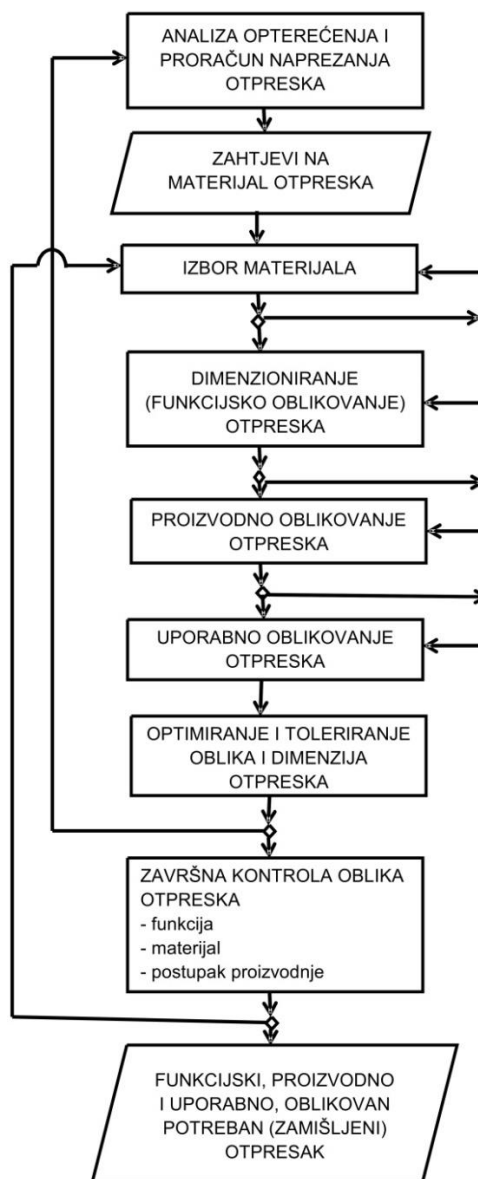 ANALIZA OPTEREĆENJA I
PRORAČUN NAPREZANJA
OTPRESKA
ZAHTJEVI NA
MATERIJAL OTPRESKA
IZBOR MATERIJALA
DIMENZIONIRANJE
(FUNKCIJSKO OBLIKOVANJE)
OTPRESKA
PROIZVODNO OBLIKOVANJE
OTPRESKA
UPORABNO OBLIKOVANJE
OTPRESKA
OPTIMIRANJE I TOLERIRANJE
OBLIKA I DIMENZIJA
OTPRESKA
ZAVRŠNA KONTROLA OBLIKA
OTPRESKA
- funkcija
- materijal
- postupak proizvodnje
FUNKCIJSKI, PROIZVODNO
I UPORABNO, OBLIKOVAN
POTREBAN (ZAMIŠLJENI)
OTPRESAK